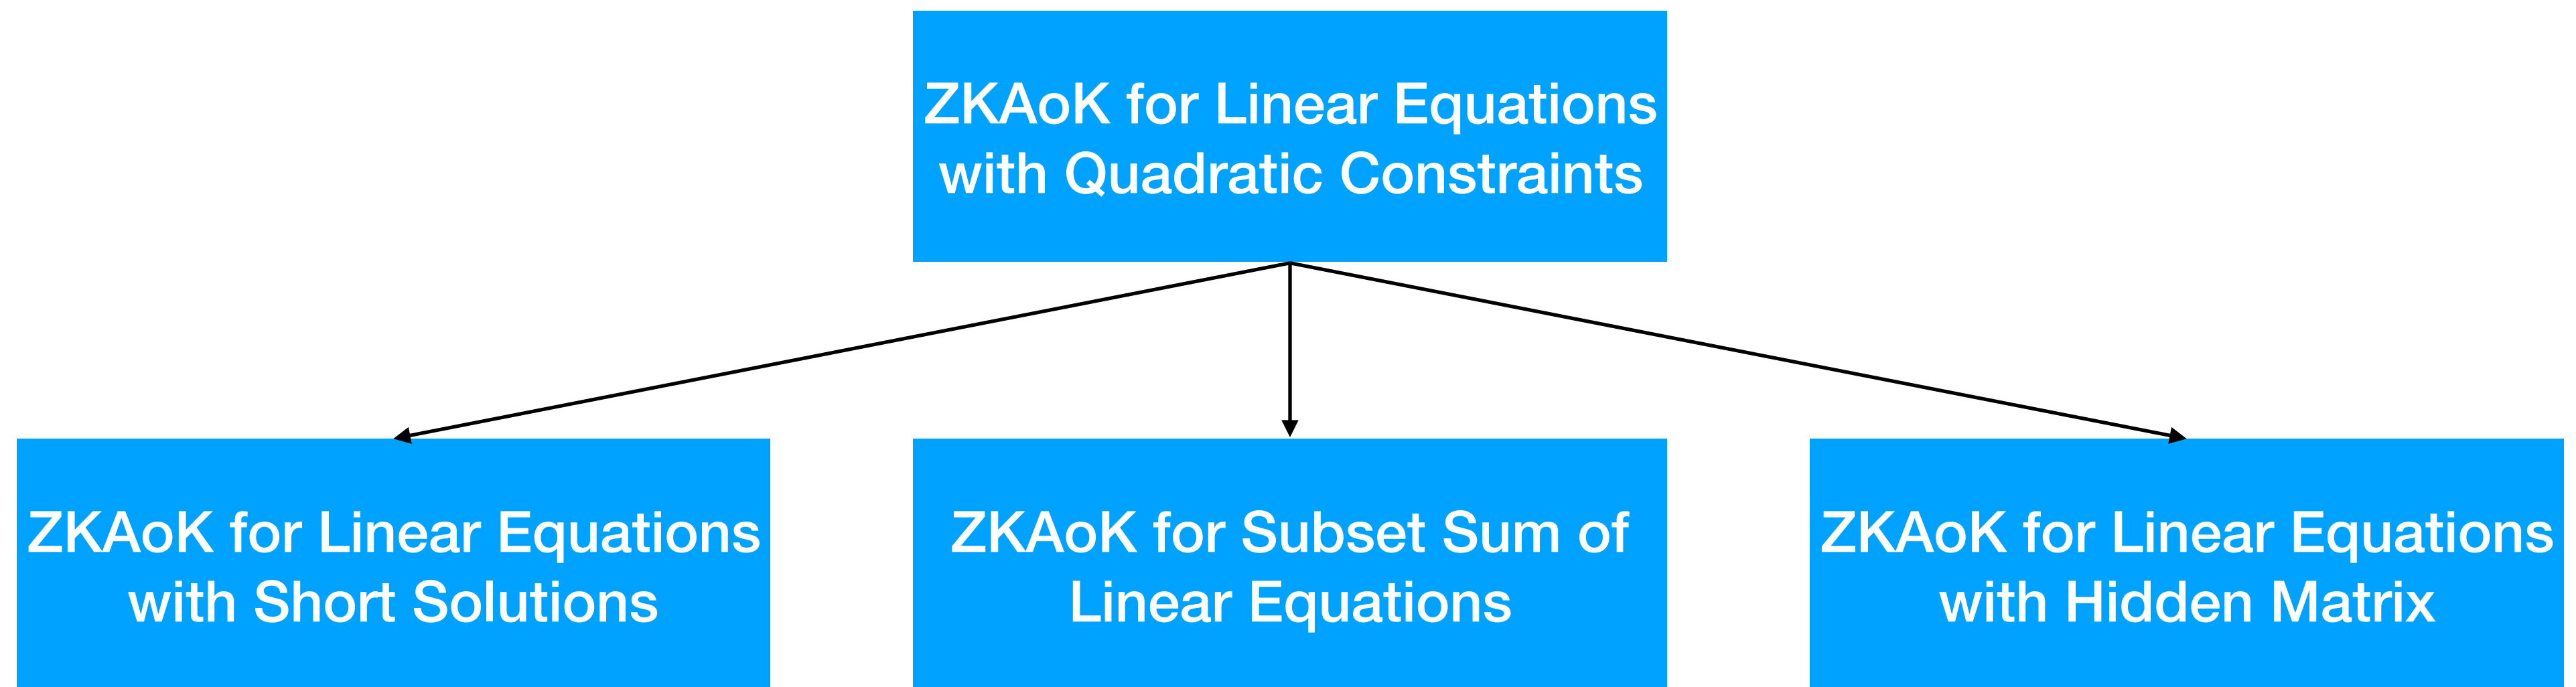 ZKAoK for Linear Equations
with Quadratic Constraints
ZKAoK for Linear Equations
with Short Solutions
ZKAoK for Subset Sum of
Linear Equations
ZKAoK for Linear Equations
with Hidden Matrix